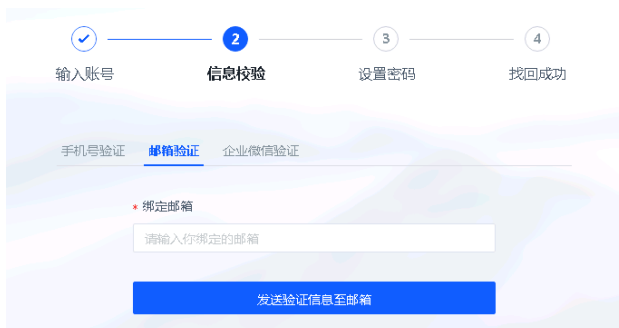 2 3 4
输入账号 信息校验 设置密码 找回成功
手机号验证 邮箱验证 企业微信验证
* 绑定邮箱
请输入你绑定的邮箱
发送验证信息至邮箱